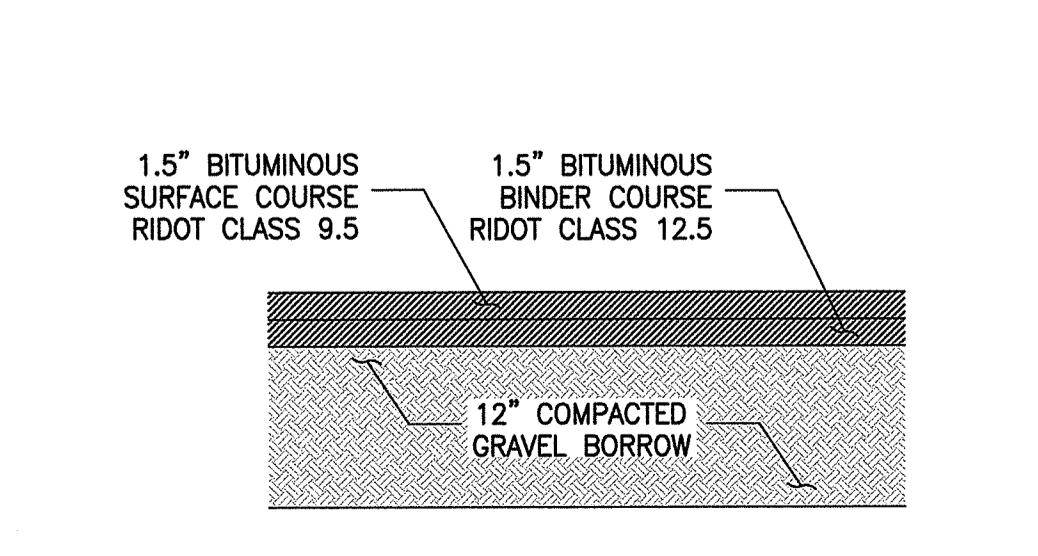 1.5” BITUMINOUS
SURFACE COURSE
RIDOT CLASS 9.5
1.5” BITUMINOUS
BINDER COURSE
RIDOT CLASS 12.5
12” COMPACTED
GRAVEL BORROW